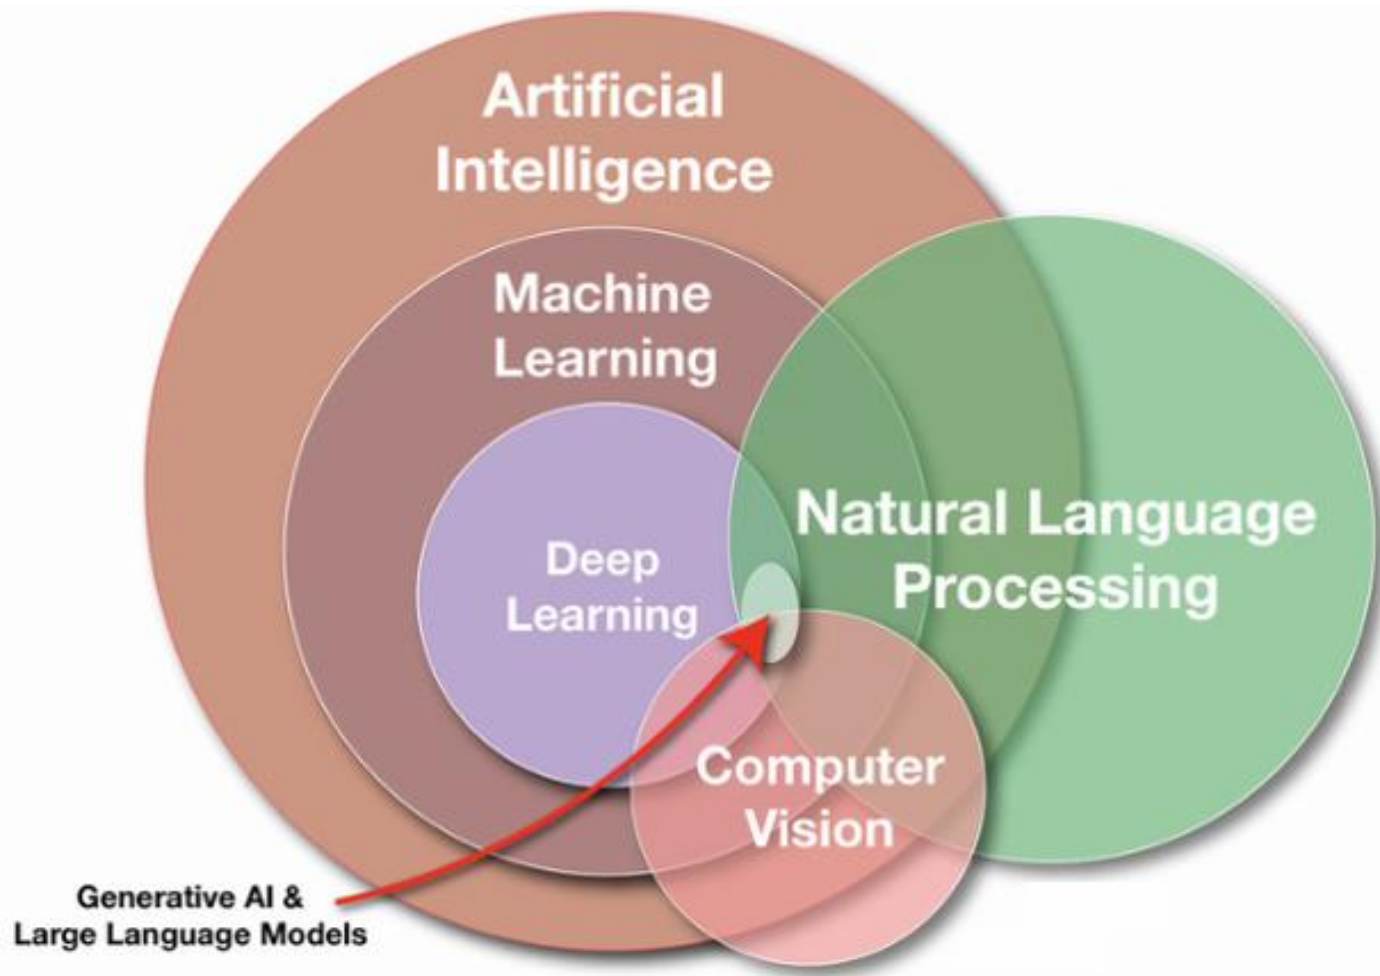 Artificial
Intelligence
Machine
Learning
Deep
Learning
Natural Language
Processing
Computer
Vision
Generative AI &
Large Language Models